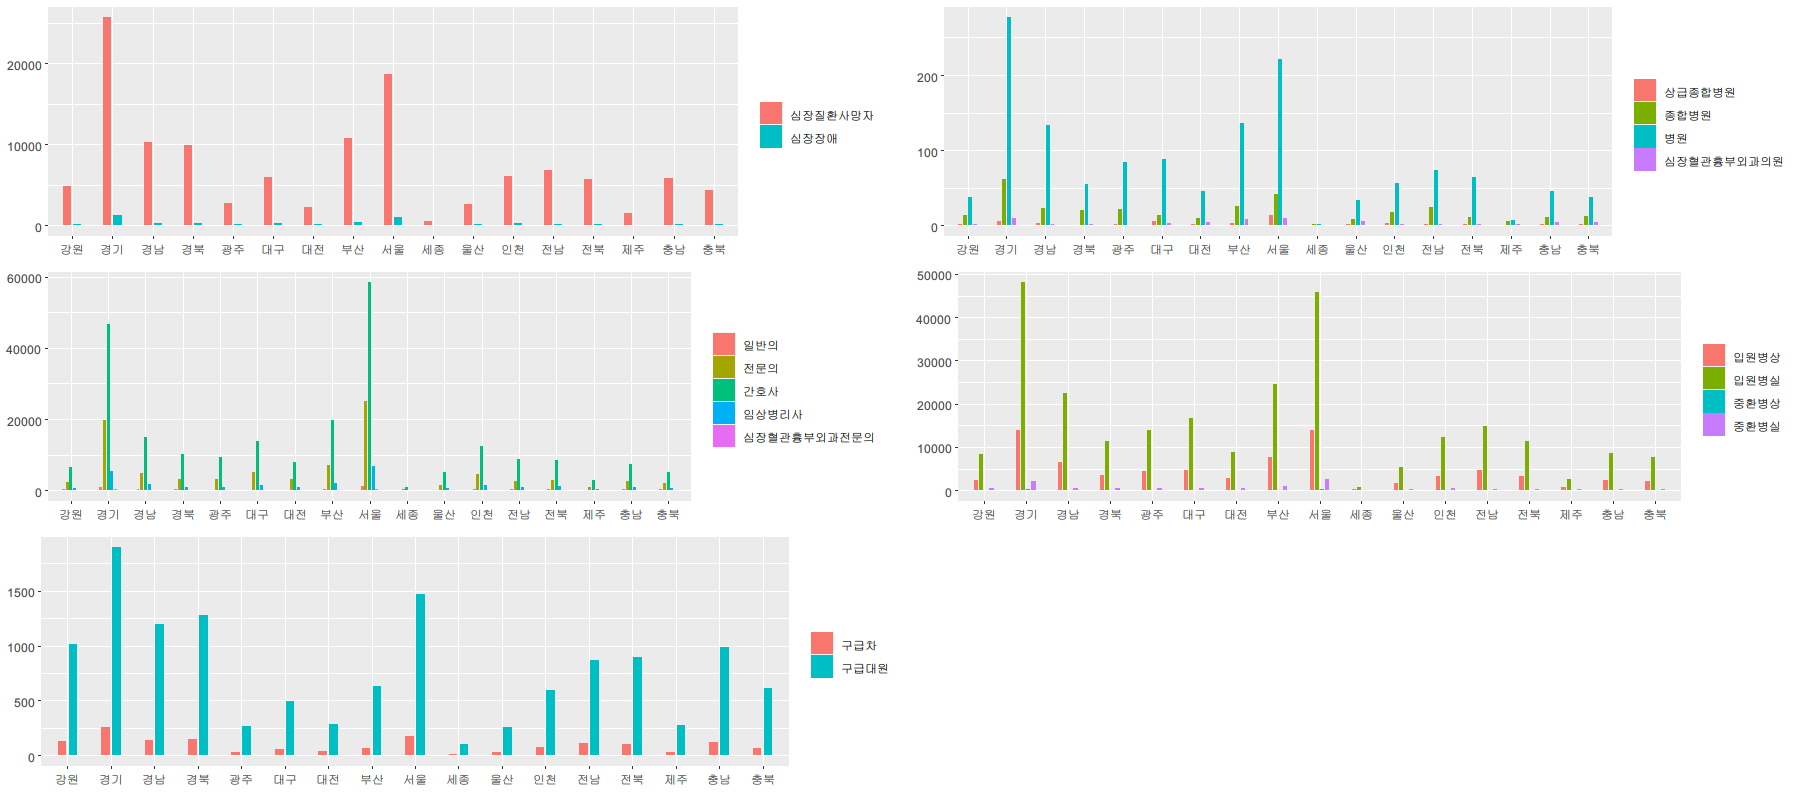 20000
10000
0
강원 경기 경남 경북 광주 대구 대전 부산 서울 세종 울산 인천 전남 전북 제주 충남 충북
심장질환사망자
심장장애
200
100
0
강원 경기 경남 경북 광주 대구 대전 부산 서울 세종 울산 인천 전남 전북 제주 충남 충북
상급종합병원
종합병원
병원
심장혈관흉부외과의원
60000
40000
20000
0
강원 경기 경남 경북 광주 대구 대전 부산 서울 세종 울산 인천 전남 전북 제주 충남 충북
일반의
전문의
간호사
임상병리사
심장혈관흉부외과전문의
50000
40000
30000
20000
10000
0
강원 경기 경남 경북 광주 대구 대전 부산 서울 세종 울산 인천 전남 전북 제주 충남 충북
입원병상
입원병실
중환병상
중환병실
1500
1000
500
0
강원 경기 경남 경북 광주 대구 대전 부산 서울 세종 울산 인천 전남 전북 제주 충남 충북
구급차
구급대원